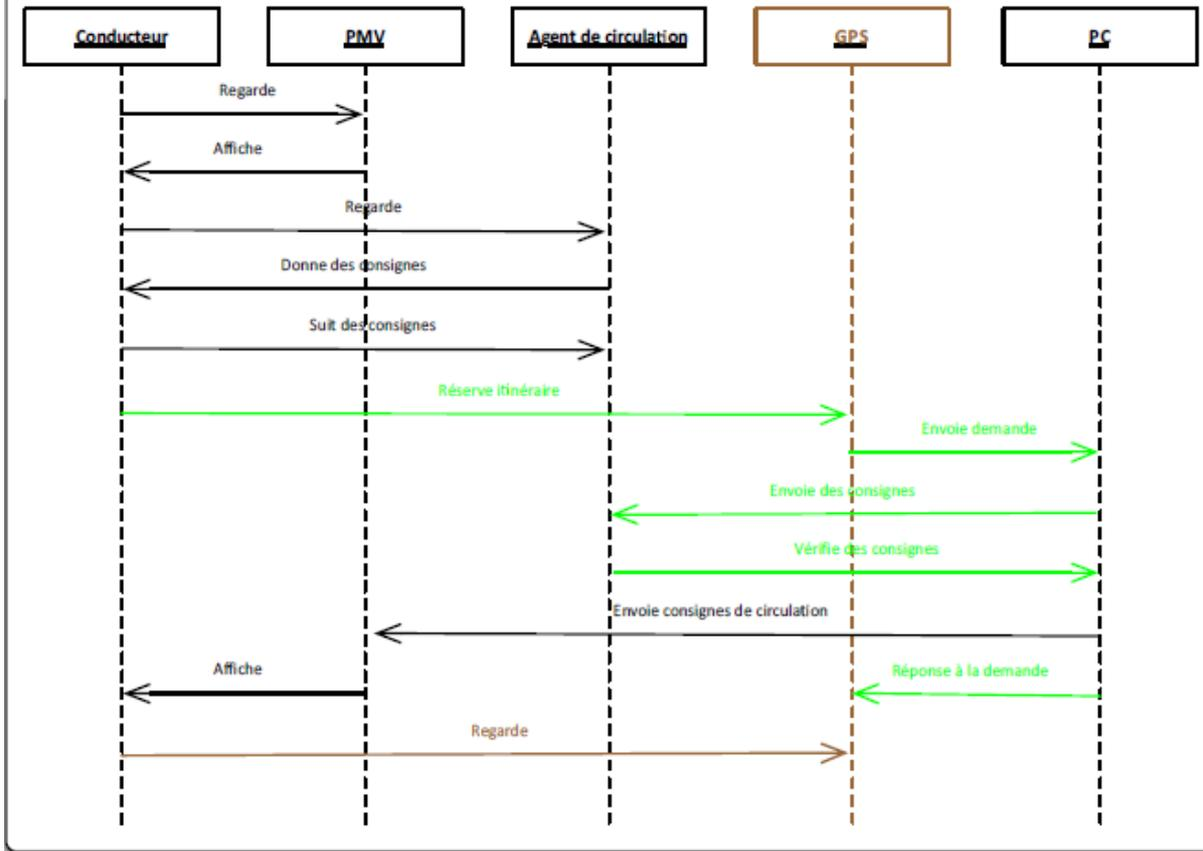 Conducteur
PMV
Agent de circulation
GPS
PC
Regarde
Affiche
Regarde
Donne des consignes
Suit des consignes
Réserve itinéraire
Envoie demande
Envoie des consignes
Vérifie des consignes
Envoie consignes de circulation
Affiche
Réponse à la demande
Regarde